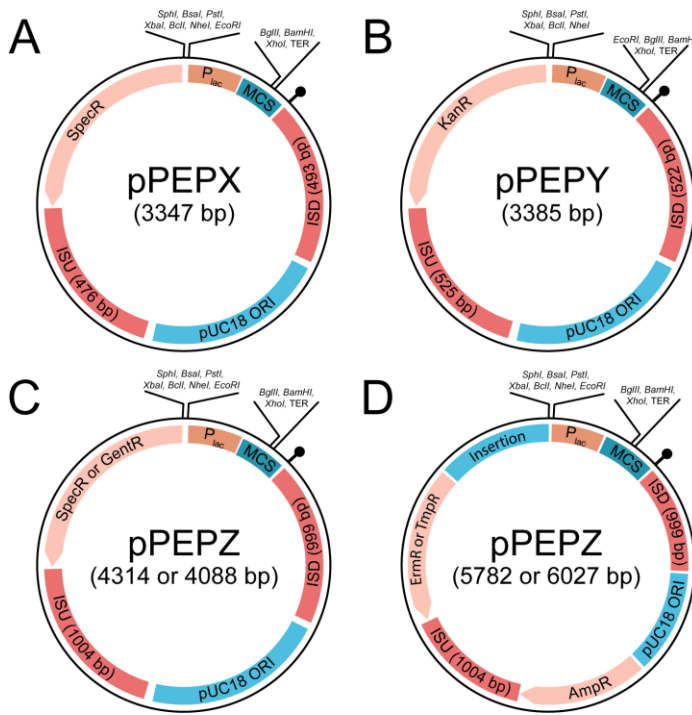 A
SphI, BsaI, PstI,
XbaI, BclI, NheI, EcoRI
BglII, BamHI,
XhoI, TER
SpecR
Plac
MCS
ISD (493 bp)
pPEPX
(3347 bp)
ISU (476 bp)
pUC18 ORI
B
SphI, BsaI, PstI,
XbaI, BclI, NheI
EcoRI, BglII, BamH
XhoI, TER
KanR
Plac
MCS
ISD (522 bp)
pPEPY
(3385 bp)
ISU (525 bp)
pUC18 ORI
C
SphI, BsaI, PstI,
XbaI, BclI, NheI, EcoRI
BglII, BamHI,
XhoI, TER
SpecR or GentR
Plac
MCS
ISD (999 bp)
pPEPZ
(4314 or 4088 bp)
ISU (1004 bp)
pUC18 ORI
D
SphI, BsaI, PstI,
XbaI, BclI, NheI, EcoRI
BglII, BamHI,
XhoI, TER
Insertion
Plac
MCS
ISD (999 bp)
ErmR or TmpR
pPEPZ
(5782 or 6027 bp)
ISU (1004 bp)
AmpR
pUC18 ORI